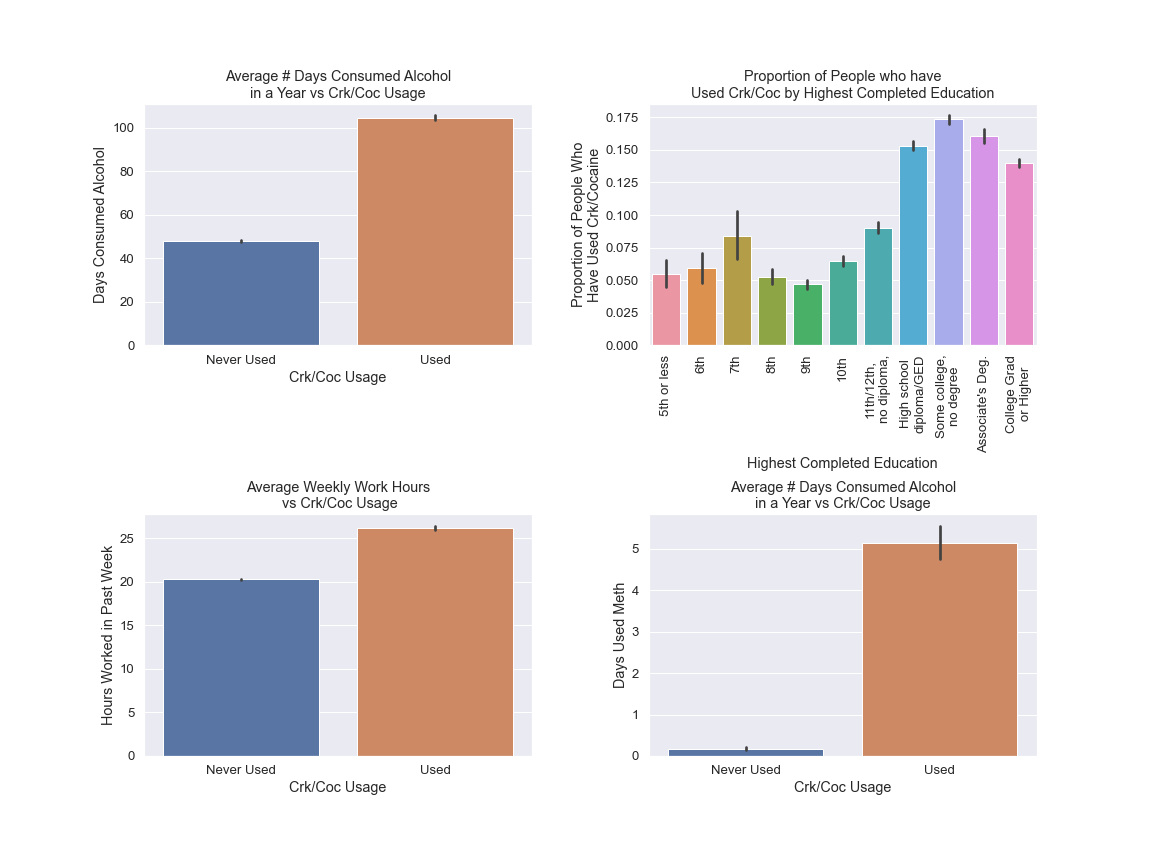 Average # Days Consumed Alcohol
in a Year vs Crk/Coc Usage
Days Consumed Alcohol
100
80
60
40
20
0
Never Used
Used
Crk/Coc Usage
Proportion of People who have
Used Crk/Coc by Highest Completed Education
Proportion of People Who
Have Used Crk/Cocaine
0.175
0.150
0.125
0.100
0.075
0.050
0.025
0.000
5th or less
6th
7th
8th
9th
10th
11th/12th,
no diploma,
High school
diploma/GED
Some college,
no degree
Associate's Deg.
College Grad
or Higher
Highest Completed Education
Average Weekly Work Hours
vs Crk/Coc Usage
Hours Worked in Past Week
25
20
15
10
5
0
Never Used
Used
Crk/Coc Usage
Average # Days Consumed Alcohol
in a Year vs Crk/Coc Usage
Days Used Meth
5
4
3
2
1
0
Never Used
Used
Crk/Coc Usage